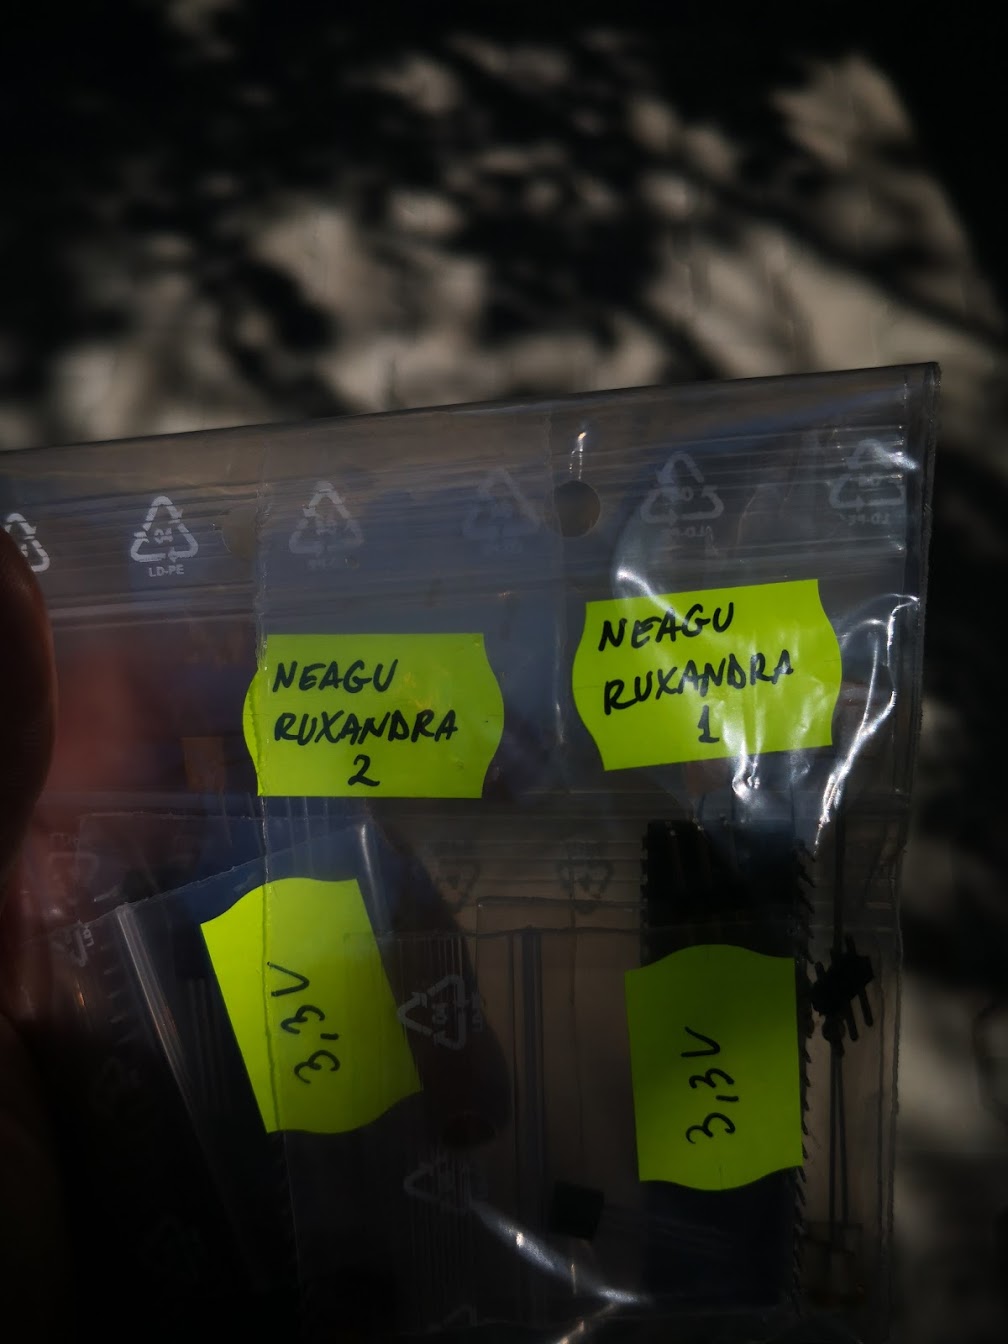 LD-PE
NEAGU
RUXANDRA
2
NEAGU
RUXANDRA
1
3,3V
3,3V